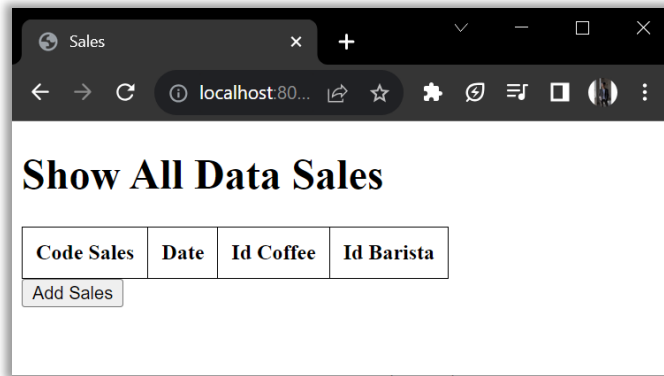 Sales
localhost:80...
Show All Data Sales
Code Sales Date Id Coffee Id Barista
Add Sales